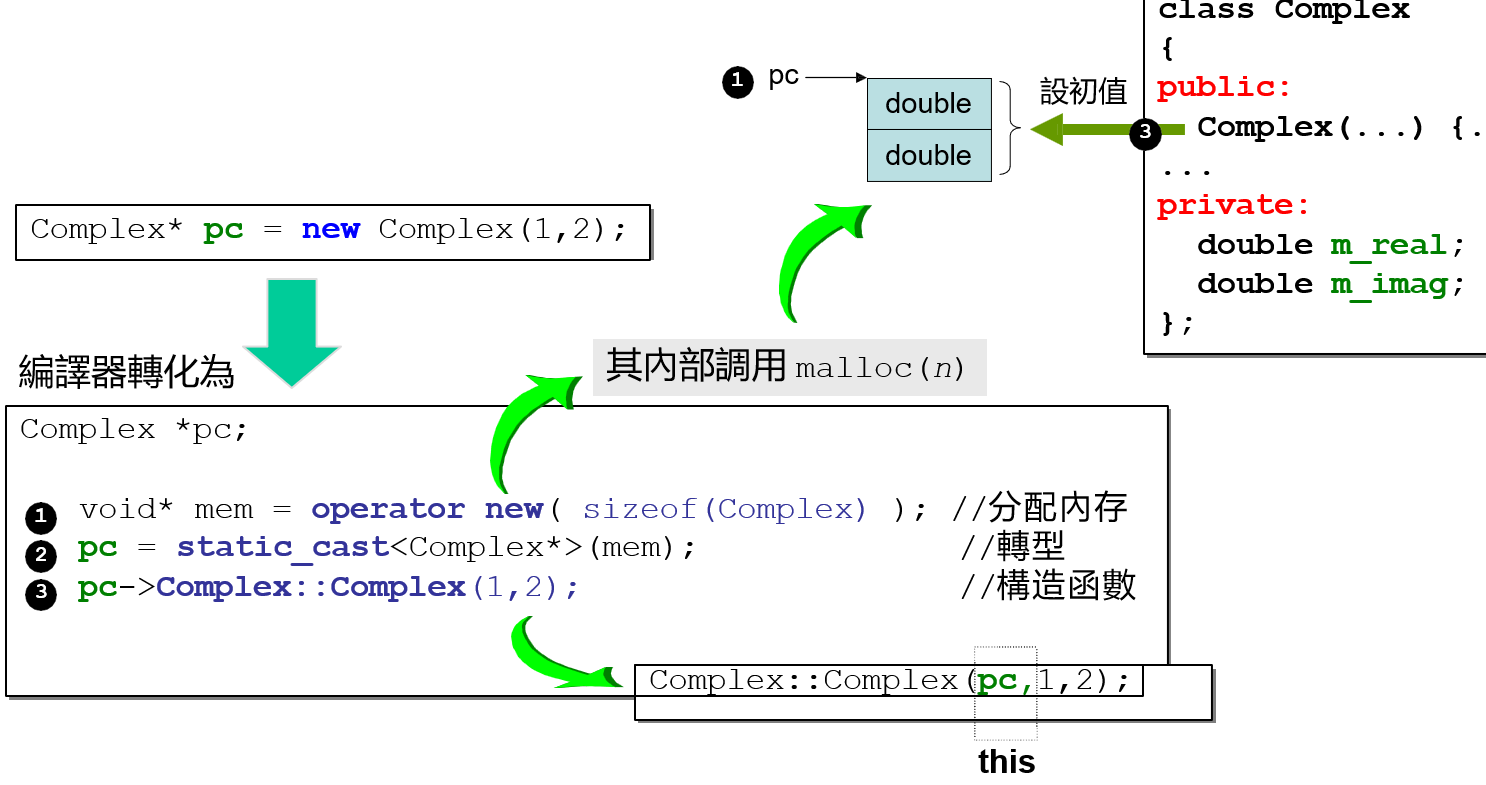 class Complex
{
public:
Complex(...) {.
...
private:
double m_real;
double m_imag;
};
1 pc
double
double
設初值
3
Complex* pc = new Complex(1,2);
編譯器轉化為
其內部調用 malloc(n)
Complex *pc;
1 void* mem = operator new( sizeof(Complex) ); //分配內存
2 pc = static_cast<Complex*>(mem); //轉型
3 pc->Complex::Complex(1,2); //構造函數
Complex::Complex(pc,1,2);
this